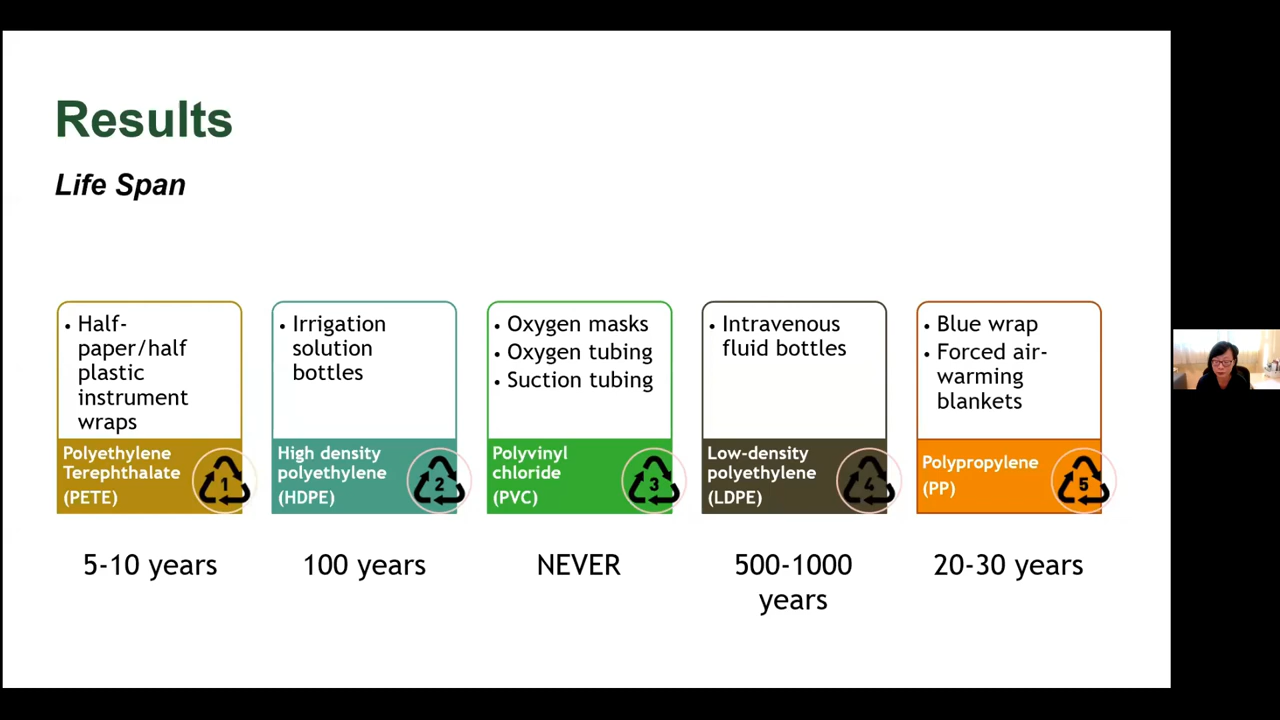 Results
Life Span
• Half-
paper/half
plastic
instrument
wraps
Polyethylene
Terephthalate
(PETE)
1
5-10 years
• Irrigation
solution
bottles
High density
polyethylene
(HDPE)
2
100 years
• Oxygen masks
• Oxygen tubing
• Suction tubing
Polyvinyl
chloride
(PVC)
3
NEVER
• Intravenous
fluid bottles
Low-density
polyethylene
(LDPE)
4
500-1000
years
• Blue wrap
• Forced air-
warming
blankets
Polypropylene
(PP)
5
20-30 years